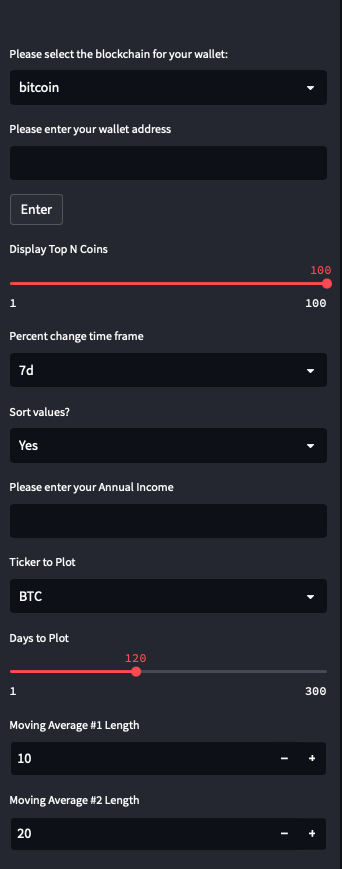 Please select the blockchain for your wallet:
bitcoin
Please enter your wallet address
Enter
Display Top N Coins
100
1 100
Percent change time frame
7d
Sort values?
Yes
Please enter your Annual Income
Ticker to Plot
BTC
Days to Plot
120
1 300
Moving Average #1 Length
10 − +
Moving Average #2 Length
20 − +